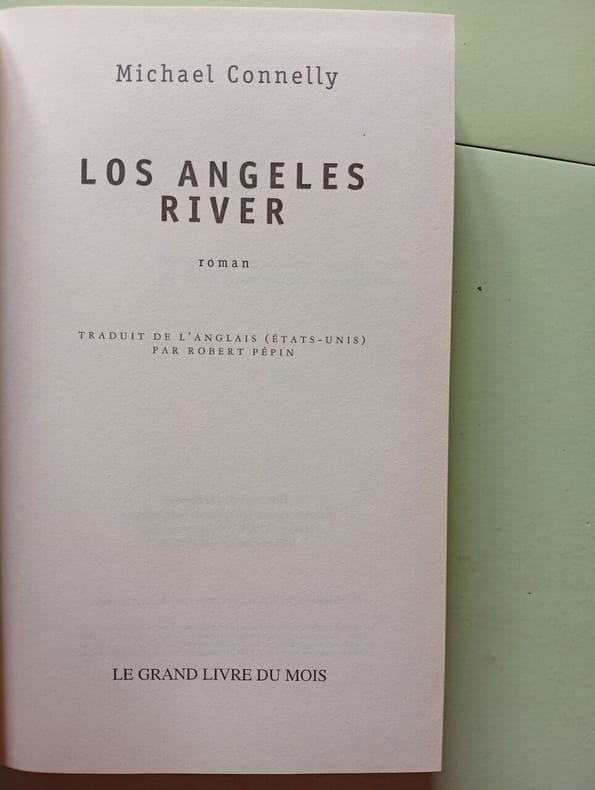 Michael Connelly
LOS ANGELES
RIVER
roman
TRADUIT DE L'ANGLAIS (ÉTATS-UNIS)
PAR ROBERT PÉPIN
LE GRAND LIVRE DU MOIS